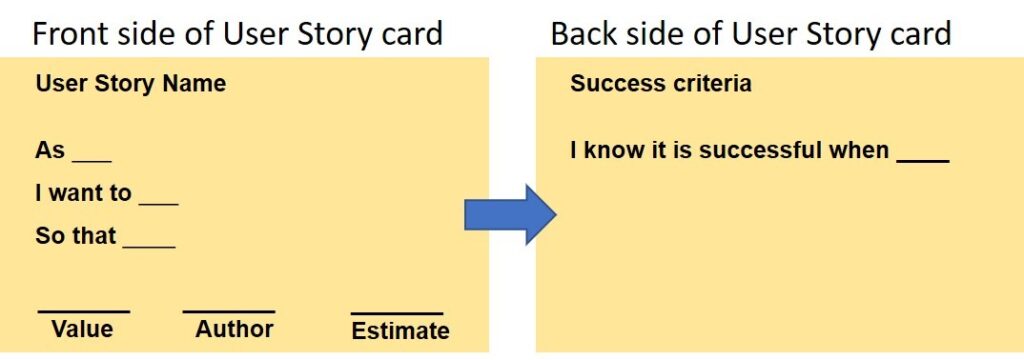 Front side of User Story card
User Story Name
As ___
I want to ___
So that ____
Value Author Estimate
Back side of User Story card
Success criteria
I know it is successful when ____